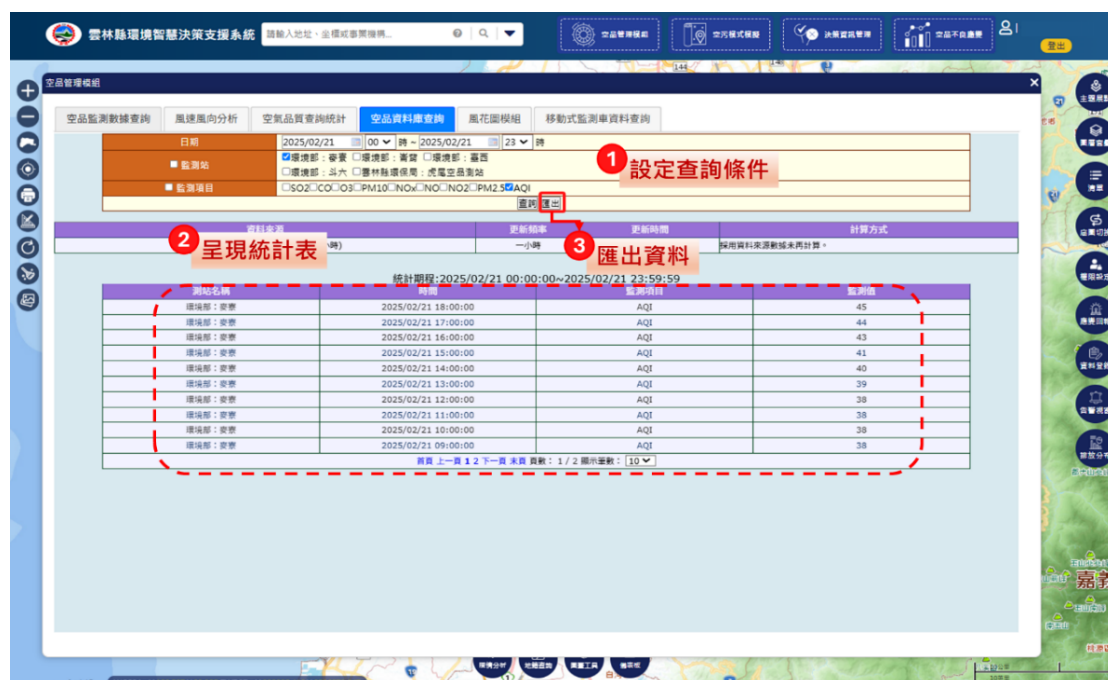 雲林縣環境智慧決策支援系統 請輸入地址、坐標或事業機構... 空品管理模組 空污模式模擬 決策資訊管理 空品不良應變
登出
空品管理模組
空品監測數據查詢 風速風向分析 空氣品質查詢統計 空品資料庫查詢 風花圖模組 移動式監測車資料查詢
日期 2025/02/21 00 時 ~ 2025/02/21 23 時
監測站 環境部：麥寮 環境部：崙背 環境部：臺西
環境部：斗六 雲林縣環保局：虎尾空品測站
監測項目 SO2 CO O3 PM10 NOx NO NO2 PM2.5 AQI
查詢 匯出
1 設定查詢條件
資料來源 更新頻率 更新時間 計算方式
一小時 採用資料來源數據未再計算。
2 呈現統計表
3 匯出資料
統計期程:2025/02/21 00:00:00~2025/02/21 23:59:59
測站名稱 時間 監測項目 監測值
環境部：麥寮 2025/02/21 18:00:00 AQI 45
環境部：麥寮 2025/02/21 17:00:00 AQI 44
環境部：麥寮 2025/02/21 16:00:00 AQI 43
環境部：麥寮 2025/02/21 15:00:00 AQI 41
環境部：麥寮 2025/02/21 14:00:00 AQI 40
環境部：麥寮 2025/02/21 13:00:00 AQI 39
環境部：麥寮 2025/02/21 12:00:00 AQI 38
環境部：麥寮 2025/02/21 11:00:00 AQI 38
環境部：麥寮 2025/02/21 10:00:00 AQI 38
環境部：麥寮 2025/02/21 09:00:00 AQI 38
首頁 上一頁 1 2 下一頁 末頁 頁數： 1 / 2 顯示筆數： 10
環境分析 地籍查詢 測量工具